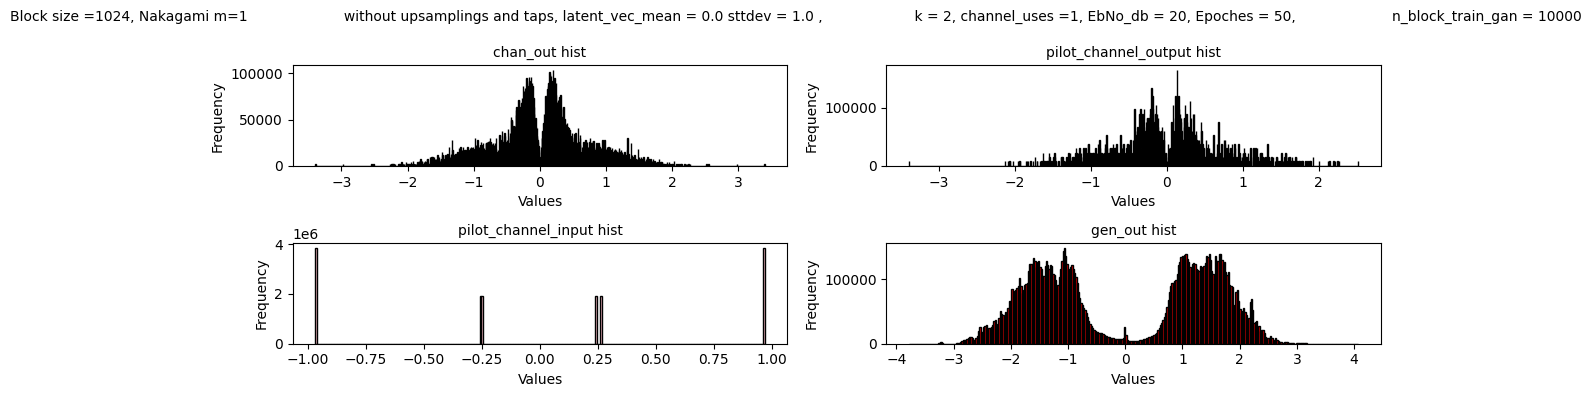 Block size =1024, Nakagami m=1 without upsamplings and taps, latent_vec_mean = 0.0 sttdev = 1.0 , k = 2, channel_uses =1, EbNo_db = 20, Epoches = 50, n_block_train_gan = 10000
chan_out hist
100000
50000
0
Frequency
−3 −2 −1 0 1 2 3
Values
pilot_channel_output hist
100000
0
Frequency
−3 −2 −1 0 1 2
Values
pilot_channel_input hist
1e6
4
2
0
Frequency
−1.00 −0.75 −0.50 −0.25 0.00 0.25 0.50 0.75 1.00
Values
gen_out hist
100000
0
Frequency
−4 −3 −2 −1 0 1 2 3 4
Values